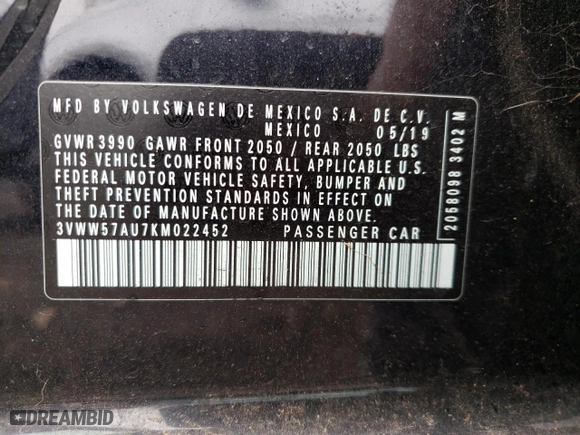 MFD BY VOLKSWAGEN DE MEXICO S.A. DE C.V.
MEXICO 05/19
GVWR 3990 GAWR FRONT 2050 / REAR 2050 LBS
THIS VEHICLE CONFORMS TO ALL APPLICABLE U.S.
FEDERAL MOTOR VEHICLE SAFETY, BUMPER AND
THEFT PREVENTION STANDARDS IN EFFECT ON
THE DATE OF MANUFACTURE SHOWN ABOVE.
3VWW57AU7KM022452 PASSENGER CAR
2058098 3402 M
DREAMBID